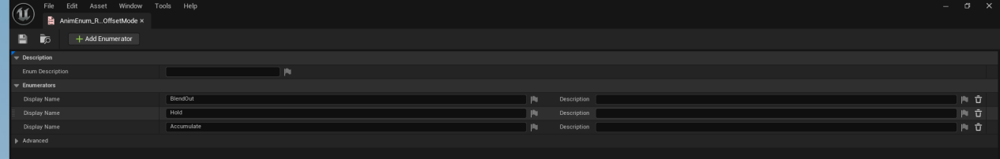 File Edit Asset Window Tools Help
AnimEnum_R...OffsetMode ×
Add Enumerator
Description
Enum Description
Enumerators
Display Name BlendOut Description
Display Name Hold Description
Display Name Accumulate Description
Advanced